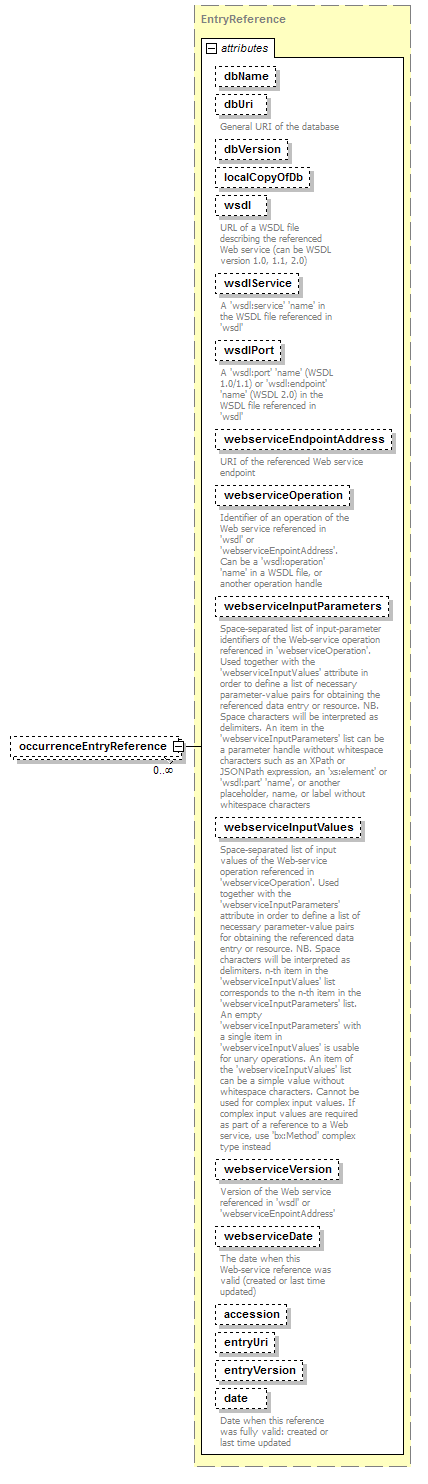 EntryReference
attributes
dbName
dbUri
General URI of the database
dbVersion
localCopyOfDb
wsdl
URL of a WSDL file
describing the referenced
Web service (can be WSDL
version 1.0, 1.1, 2.0)
wsdlService
A 'wsdl:service' 'name' in
the WSDL file referenced in
'wsdl'
wsdlPort
A 'wsdl:port' 'name' (WSDL
1.0/1.1) or 'wsdl:endpoint'
'name' (WSDL 2.0) in the
WSDL file referenced in
'wsdl'
webserviceEndpointAddress
URI of the referenced Web service
endpoint
webserviceOperation
Identifier of an operation of the
Web service referenced in
'wsdl' or
'webserviceEnpointAddress'.
Can be a 'wsdl:operation'
'name' in a WSDL file, or
another operation handle
webserviceInputParameters
Space-separated list of input-parameter
identifiers of the Web-service operation
referenced in 'webserviceOperation'.
Used together with the
'webserviceInputValues' attribute in
order to define a list of necessary
parameter-value pairs for obtaining the
referenced data entry or resource. NB.
Space characters will be interpreted as
delimiters. An item in the
'webserviceInputParameters' list can be
a parameter handle without whitespace
characters such as an XPath or
JSONPath expression, an 'xs:element' or
'wsdl:part' 'name', or another
placeholder, name, or label without
whitespace characters
occurrenceEntryReference
0..∞
webserviceInputValues
Space-separated list of input
values of the Web-service
operation referenced in
'webserviceOperation'. Used
together with the
'webserviceInputParameters'
attribute in order to define a list of
necessary parameter-value pairs
for obtaining the referenced data
entry or resource. NB. Space
characters will be interpreted as
delimiters. n-th item in the
'webserviceInputValues' list
corresponds to the n-th item in the
'webserviceInputParameters' list.
An empty
'webserviceInputParameters' with
a single item in
'webserviceInputValues' is usable
for unary operations. An item of
the 'webserviceInputValues' list
can be a simple value without
whitespace characters. Cannot be
used for complex input values. If
complex input values are required
as part of a reference to a Web
service, use 'bx:Method' complex
type instead
webserviceVersion
Version of the Web service
referenced in 'wsdl' or
'webserviceEnpointAddress'
webserviceDate
The date when this
Web-service reference was
valid (created or last time
updated)
accession
entryUri
entryVersion
date
Date when this reference
was fully valid: created or
last time updated